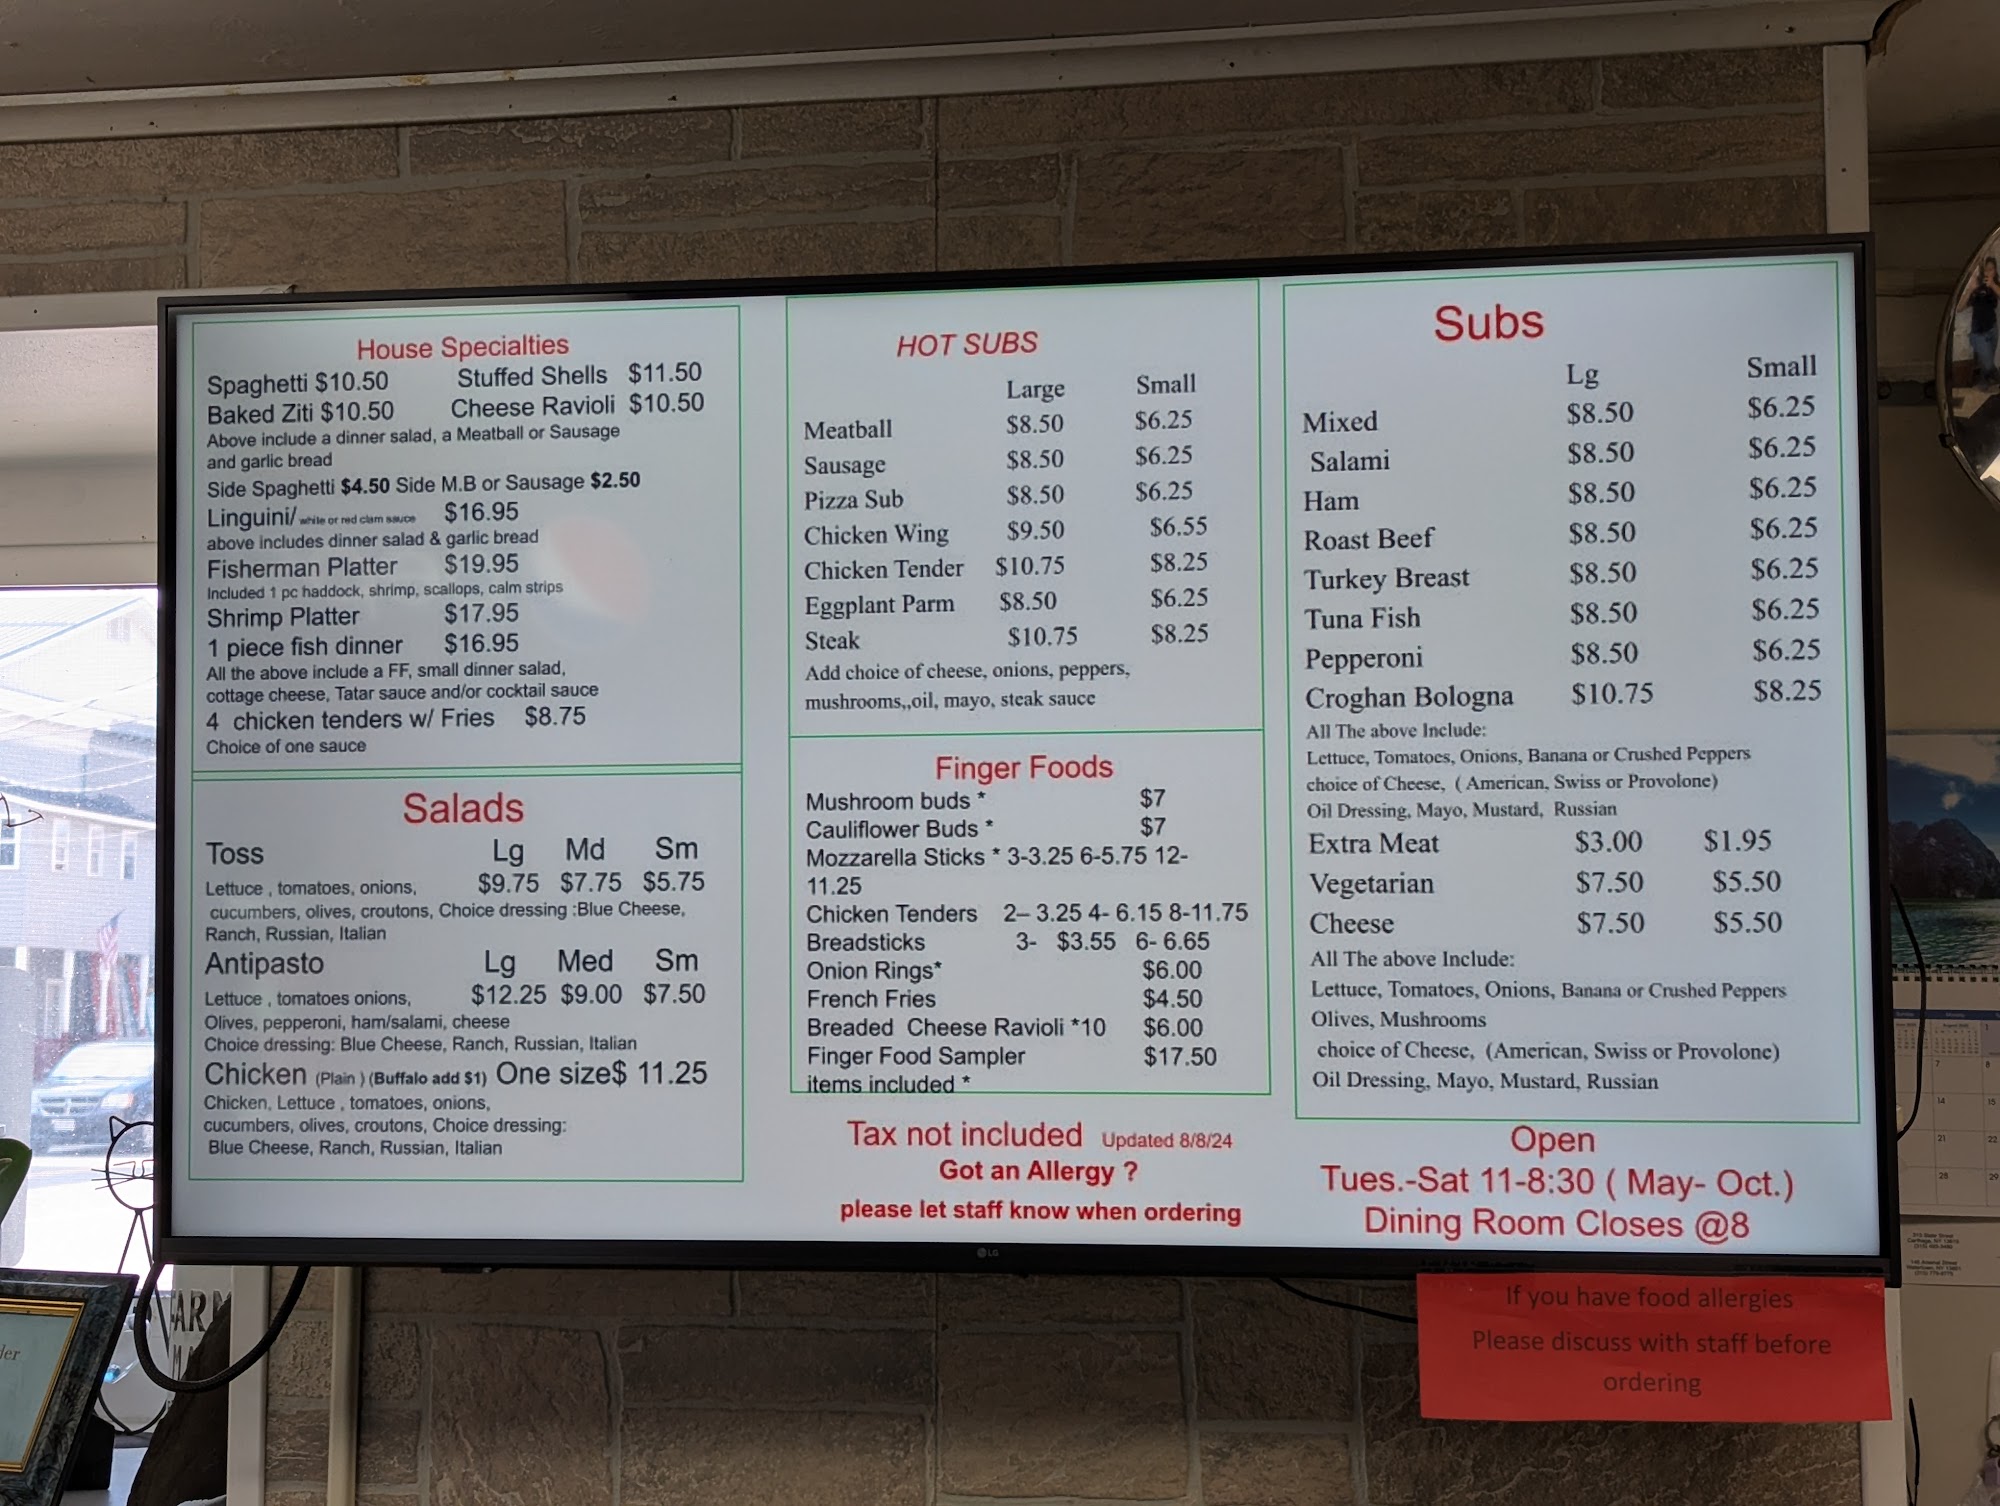 House Specialties
Spaghetti $10.50 Stuffed Shells $11.50
Baked Ziti $10.50 Cheese Ravioli $10.50
Above include a dinner salad, a Meatball or Sausage
and garlic bread
Side Spaghetti $4.50 Side M.B or Sausage $2.50
Linguini/ white or red clam sauce $16.95
above includes dinner salad & garlic bread
Fisherman Platter $19.95
Included 1 pc haddock, shrimp, scallops, calm strips
Shrimp Platter $17.95
1 piece fish dinner $16.95
All the above include a FF, small dinner salad,
cottage cheese, Tatar sauce and/or cocktail sauce
4 chicken tenders w/ Fries $8.75
Choice of one sauce
Salads
Toss Lg Md Sm
Lettuce , tomatoes, onions, $9.75 $7.75 $5.75
cucumbers, olives, croutons, Choice dressing :Blue Cheese,
Ranch, Russian, Italian
Antipasto Lg Med Sm
Lettuce , tomatoes onions, $12.25 $9.00 $7.50
Olives, pepperoni, ham/salami, cheese
Choice dressing: Blue Cheese, Ranch, Russian, Italian
Chicken (Plain ) (Buffalo add $1) One size$ 11.25
Chicken, Lettuce , tomatoes, onions,
cucumbers, olives, croutons, Choice dressing:
Blue Cheese, Ranch, Russian, Italian
HOT SUBS
Large Small
Meatball $8.50 $6.25
Sausage $8.50 $6.25
Pizza Sub $8.50 $6.25
Chicken Wing $9.50 $6.55
Chicken Tender $10.75 $8.25
Eggplant Parm $8.50 $6.25
Steak $10.75 $8.25
Add choice of cheese, onions, peppers,
mushrooms,,oil, mayo, steak sauce
Finger Foods
Mushroom buds * $7
Cauliflower Buds * $7
Mozzarella Sticks * 3-3.25 6-5.75 12-
11.25
Chicken Tenders 2– 3.25 4- 6.15 8-11.75
Breadsticks 3- $3.55 6- 6.65
Onion Rings* $6.00
French Fries $4.50
Breaded Cheese Ravioli *10 $6.00
Finger Food Sampler $17.50
items included *
Tax not included Updated 8/8/24
Got an Allergy ?
please let staff know when ordering
Subs
Lg Small
Mixed $8.50 $6.25
Salami $8.50 $6.25
Ham $8.50 $6.25
Roast Beef $8.50 $6.25
Turkey Breast $8.50 $6.25
Tuna Fish $8.50 $6.25
Pepperoni $8.50 $6.25
Croghan Bologna $10.75 $8.25
All The above Include:
Lettuce, Tomatoes, Onions, Banana or Crushed Peppers
choice of Cheese, ( American, Swiss or Provolone)
Oil Dressing, Mayo, Mustard, Russian
Extra Meat $3.00 $1.95
Vegetarian $7.50 $5.50
Cheese $7.50 $5.50
All The above Include:
Lettuce, Tomatoes, Onions, Banana or Crushed Peppers
Olives, Mushrooms
choice of Cheese, (American, Swiss or Provolone)
Oil Dressing, Mayo, Mustard, Russian
Open
Tues.-Sat 11-8:30 ( May- Oct.)
Dining Room Closes @8
LG
If you have food allergies
Please discuss with staff before
ordering
7 8
14 15
21 22
28 29